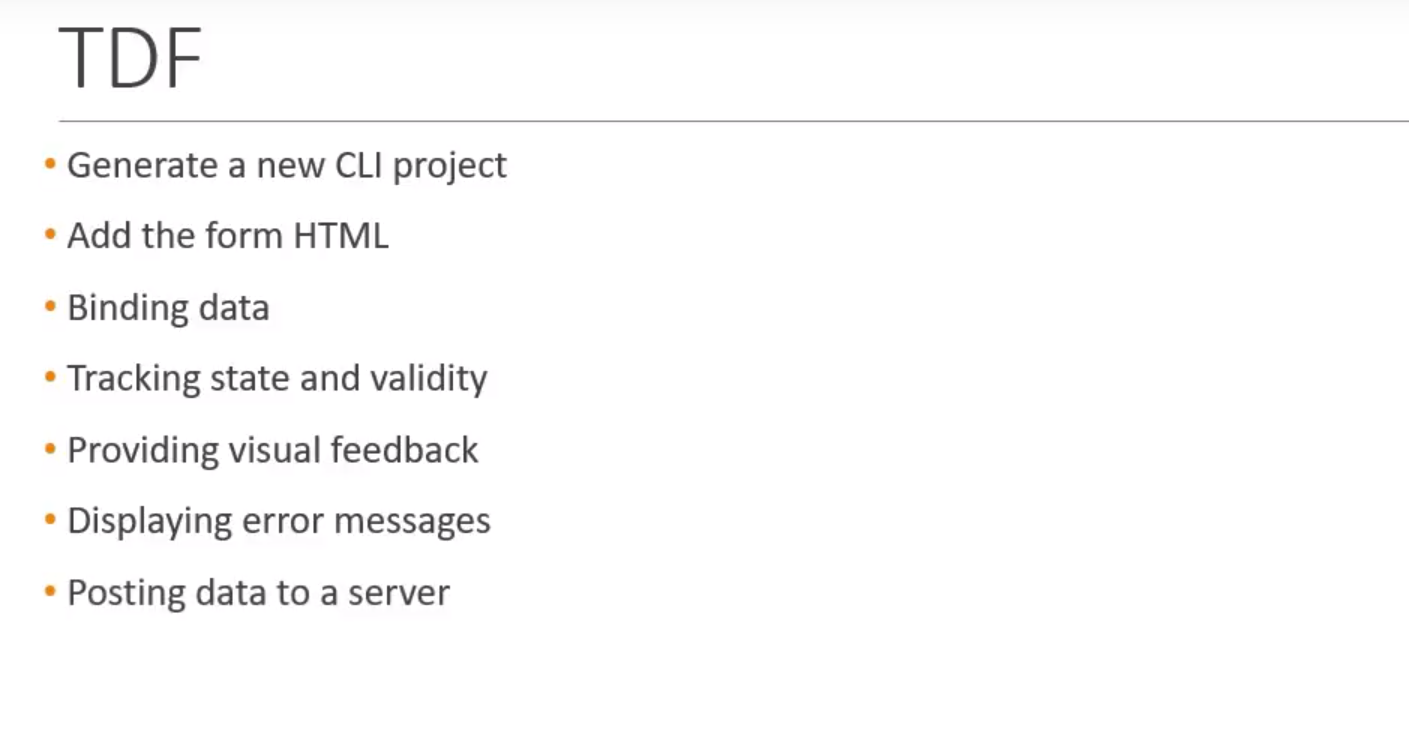 TDF
• Generate a new CLI project
• Add the form HTML
• Binding data
• Tracking state and validity
• Providing visual feedback
• Displaying error messages
• Posting data to a server